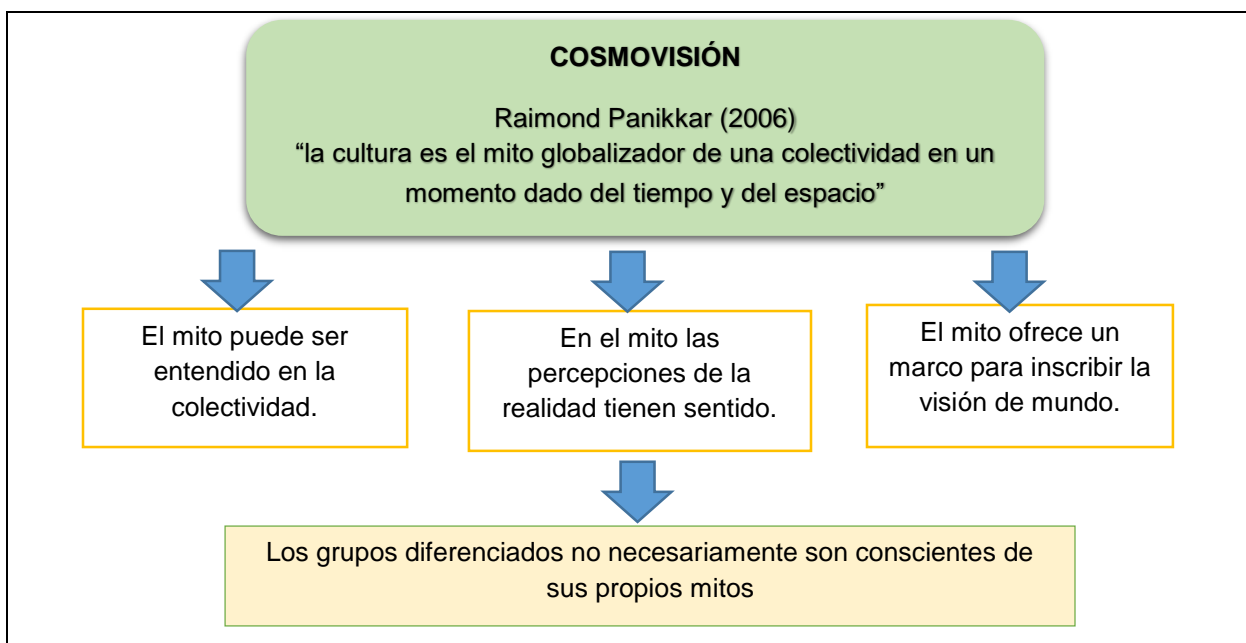 COSMOVISIÓN
Raimond Panikkar (2006)
“la cultura es el mito globalizador de una colectividad en un
momento dado del tiempo y del espacio”
El mito puede ser
entendido en la
colectividad.
En el mito las
percepciones de la
realidad tienen sentido.
El mito ofrece un
marco para inscribir la
visión de mundo.
Los grupos diferenciados no necesariamente son conscientes de
sus propios mitos